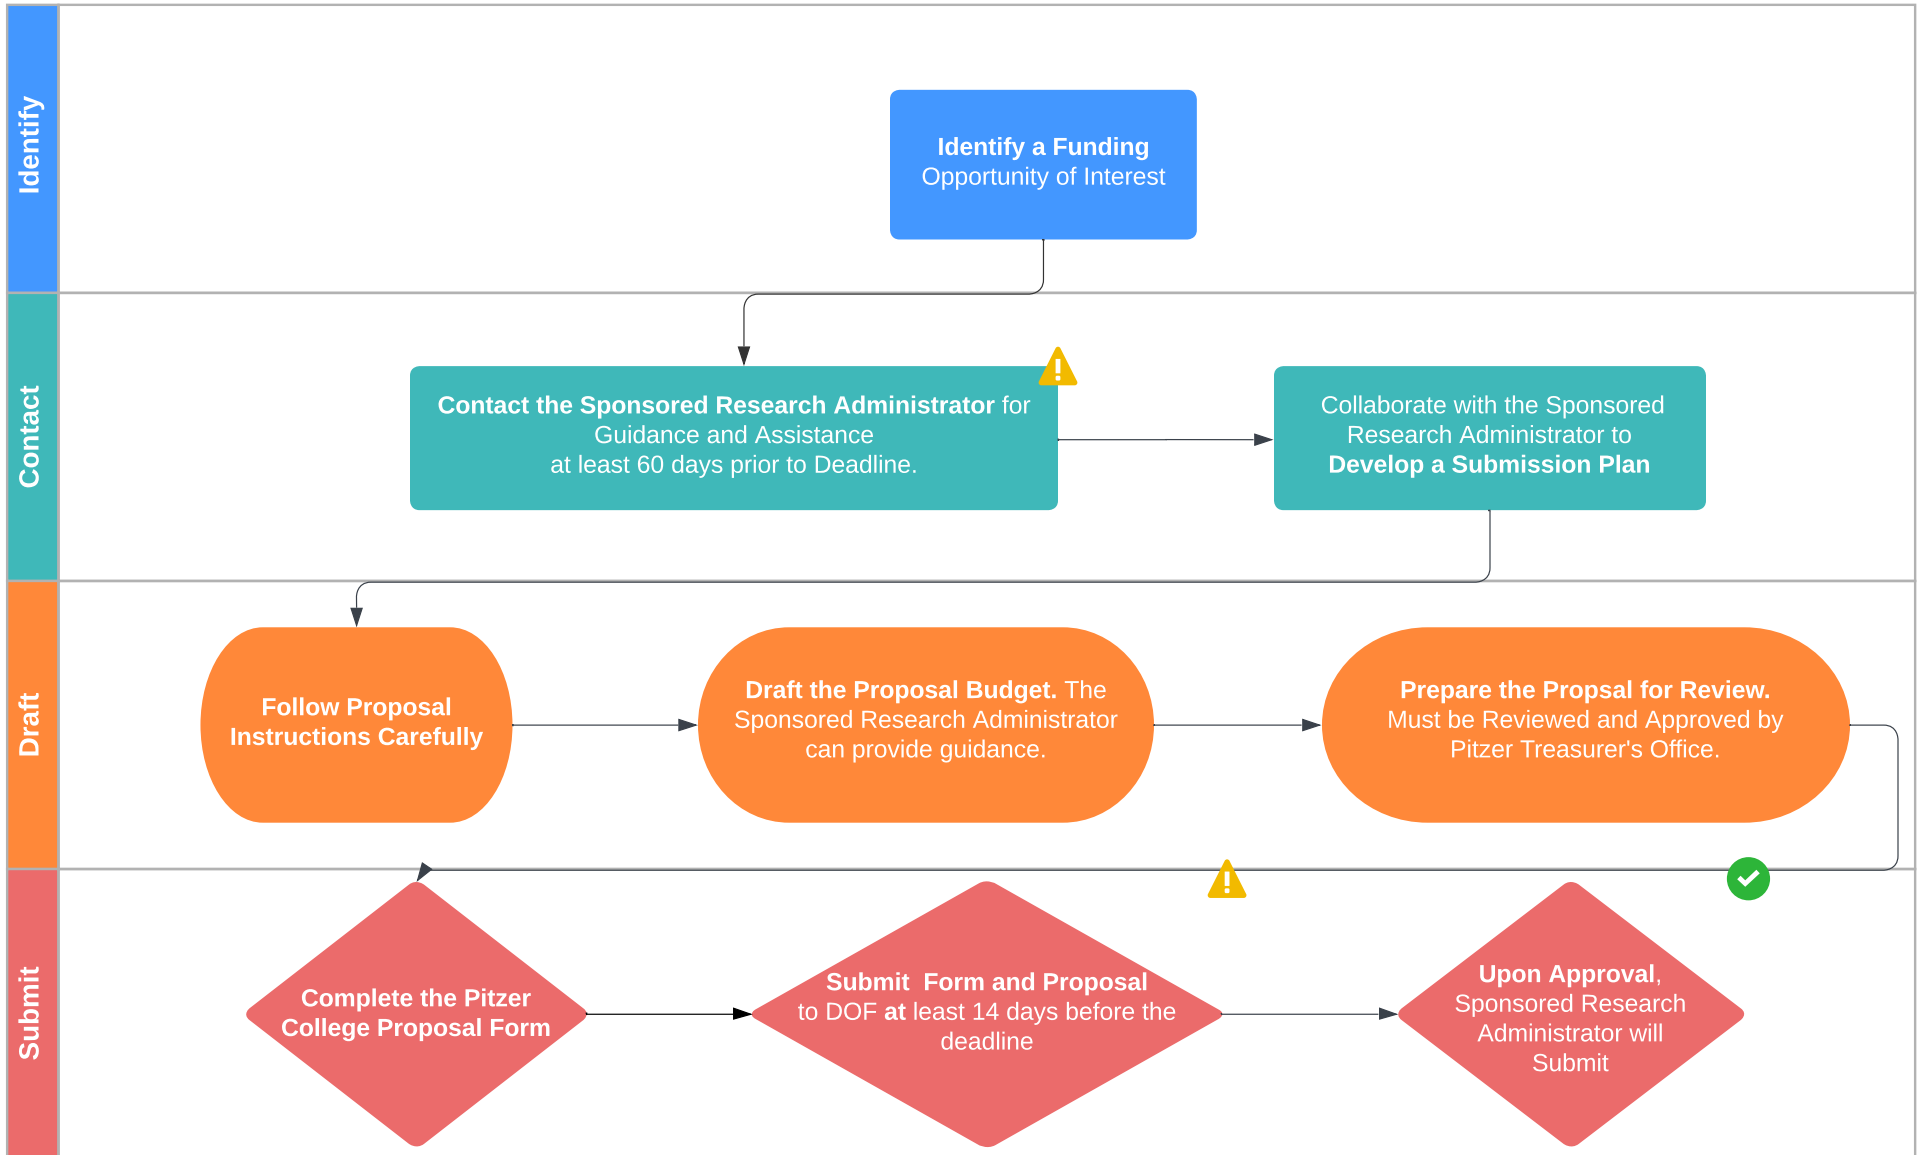 Identify
Identify a Funding
Opportunity of Interest
Contact
Contact the Sponsored Research Administrator for
Guidance and Assistance
at least 60 days prior to Deadline.
Collaborate with the Sponsored
Research Administrator to
Develop a Submission Plan
Draft
Follow Proposal
Instructions Carefully
Draft the Proposal Budget. The
Sponsored Research Administrator
can provide guidance.
Prepare the Propsal for Review.
Must be Reviewed and Approved by
Pitzer Treasurer's Office.
Submit
Complete the Pitzer
College Proposal Form
Submit  Form and Proposal
to DOF at least 14 days before the
deadline
Upon Approval,
Sponsored Research
Administrator will
Submit